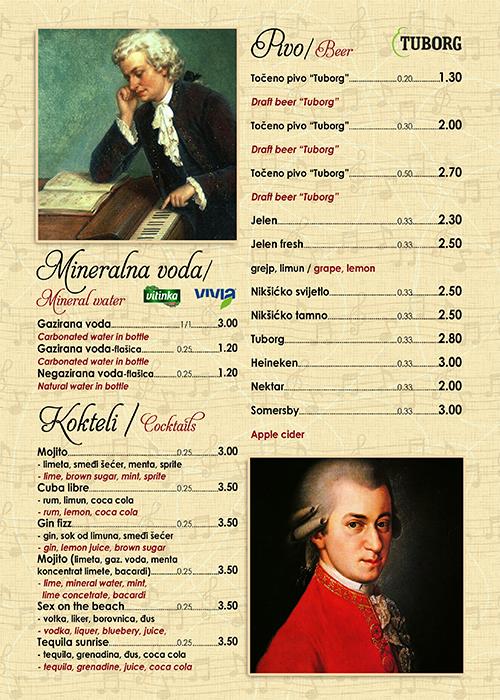 Pivo / Beer
TUBORG
Točeno pivo "Tuborg" 0.20 1.30
Draft beer "Tuborg"
Točeno pivo "Tuborg" 0.30 2.00
Draft beer "Tuborg"
Točeno pivo "Tuborg" 0.50 2.70
Draft beer "Tuborg"
Jelen 0.33 2.30
Jelen fresh 0.33 2.50
grejp, limun / grape, lemon
Nikšićko svijetlo 0.33 2.50
Nikšićko tamno 0.33 2.50
Tuborg 0.33 2.80
Heineken 0.33 3.00
Nektar 0.33 2.00
Somersby 0.33 3.00
Apple cider
Mineralna voda/
Mineral water
vitinka
VIVIA
Gazirana voda 1/1 3.00
Carbonated water in bottle
Gazirana voda-flašica 0.25 1.20
Carbonated water in bottle
Negazirana voda-flašica 0.25 1.20
Natural water in bottle
Kokteli / Cocktails
Mojito 0.25 3.00
- limeta, smeđi šećer, menta, sprite
- lime, brown sugar, mint, sprite
Cuba libre 0.25 3.50
- rum, limun, coca cola
- rum, lemon, coca cola
Gin fizz 0.25 3.50
- gin, sok od limuna, smeđi šećer
- gin, lemon juice, brown sugar
Mojito (limeta, gaz. voda, menta
koncentrat limete, bacardi) 0.25 3.50
- lime, mineral water, mint,
lime concetrate, bacardi
Sex on the beach 0.25 3.50
- votka, liker, borovnica, đus
- vodka, liquer, bluebery, juice,
Tequila sunrise 0.25 3.50
- tequila, grenadina, đus, coca cola
- tequila, grenadine, juice, coca cola